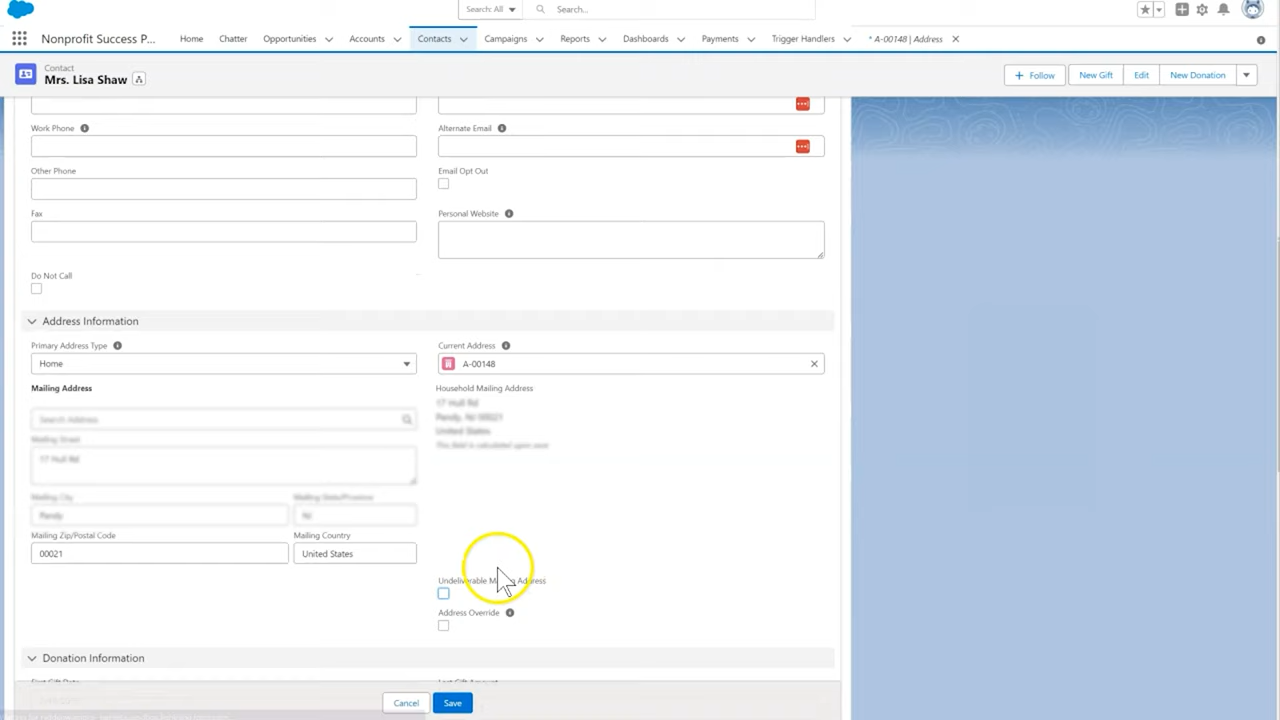 Search: All
Search...
Nonprofit Success P...
Home
Chatter
Opportunities
Accounts
Contacts
Campaigns
Reports
Dashboards
Payments
Trigger Handlers
* A-00148 | Address
Contact
Mrs. Lisa Shaw
+ Follow
New Gift
Edit
New Donation
Work Phone
Alternate Email
Other Phone
Email Opt Out
Fax
Personal Website
Do Not Call
Address Information
Primary Address Type
Current Address
Home
A-00148
Mailing Address
Household Mailing Address
Search Address
17 Hull Rd
United States
This field is calculated upon save
Mailing Street
17 Hull Rd
Mailing City
Mailing State/Province
Mailing Zip/Postal Code
Mailing Country
00021
United States
Undeliverable Mailing Address
Address Override
Donation Information
First Gift Date
Last Gift Amount
Cancel
Save